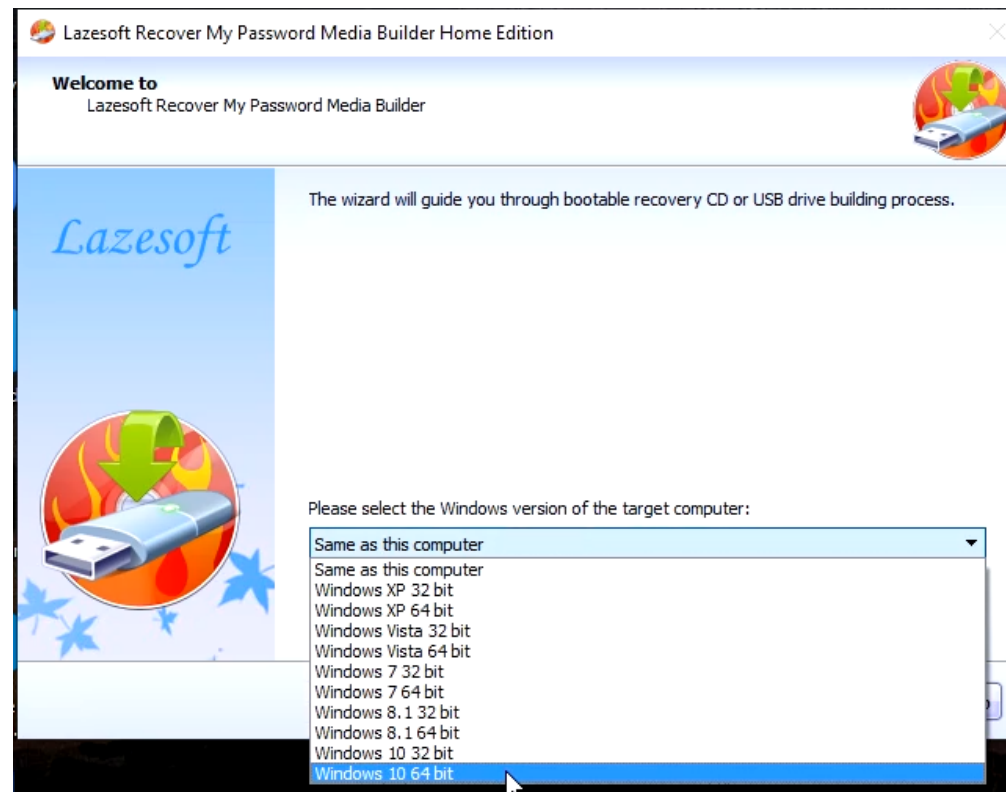 Lazesoft Recover My Password Media Builder Home Edition
Welcome to
Lazesoft Recover My Password Media Builder
Lazesoft
The wizard will guide you through bootable recovery CD or USB drive building process.
Please select the Windows version of the target computer:
Same as this computer
Same as this computer
Windows XP 32 bit
Windows XP 64 bit
Windows Vista 32 bit
Windows Vista 64 bit
Windows 7 32 bit
Windows 7 64 bit
Windows 8.1 32 bit
Windows 8.1 64 bit
Windows 10 32 bit
Windows 10 64 bit